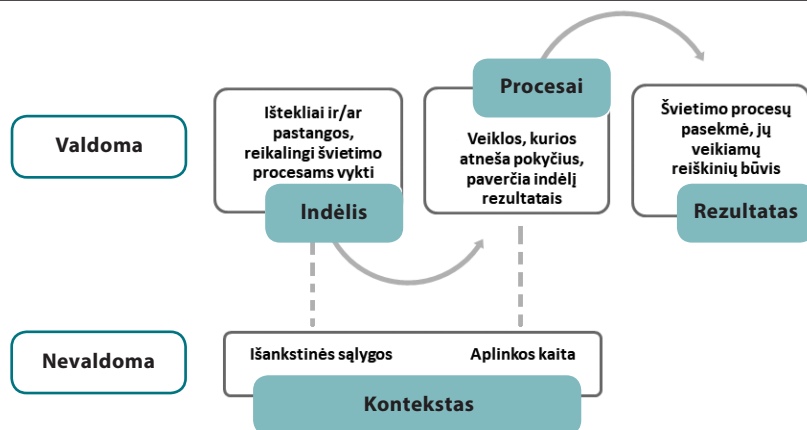 Valdoma
Ištekliai ir/ar
pastangos,
reikalingi švietimo
procesams vykti
Indėlis
Procesai
Veiklos, kurios
atneša pokyčius,
paverčia indėlį
rezultatais
Švietimo procesų
pasekmė, jų
veikiamų
reiškinių būvis
Rezultatas
Nevaldoma
Išankstinės sąlygos
Aplinkos kaita
Kontekstas